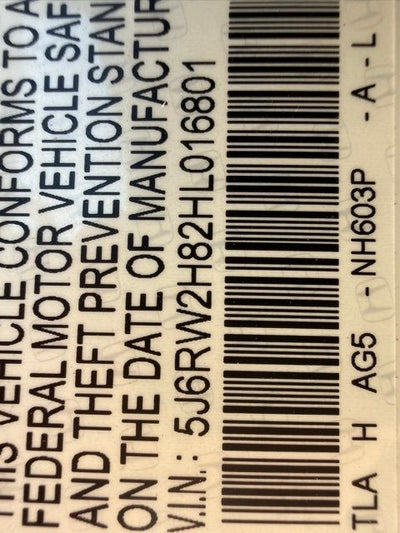 THIS VEHICLE CONFORMS TO A
FEDERAL MOTOR VEHICLE SAF
AND THEFT PREVENTION STAN
ON THE DATE OF MANUFACTUR
V.I.N.: 5J6RW2H82HL016801
TLA H AG5 - NH603P - A - L